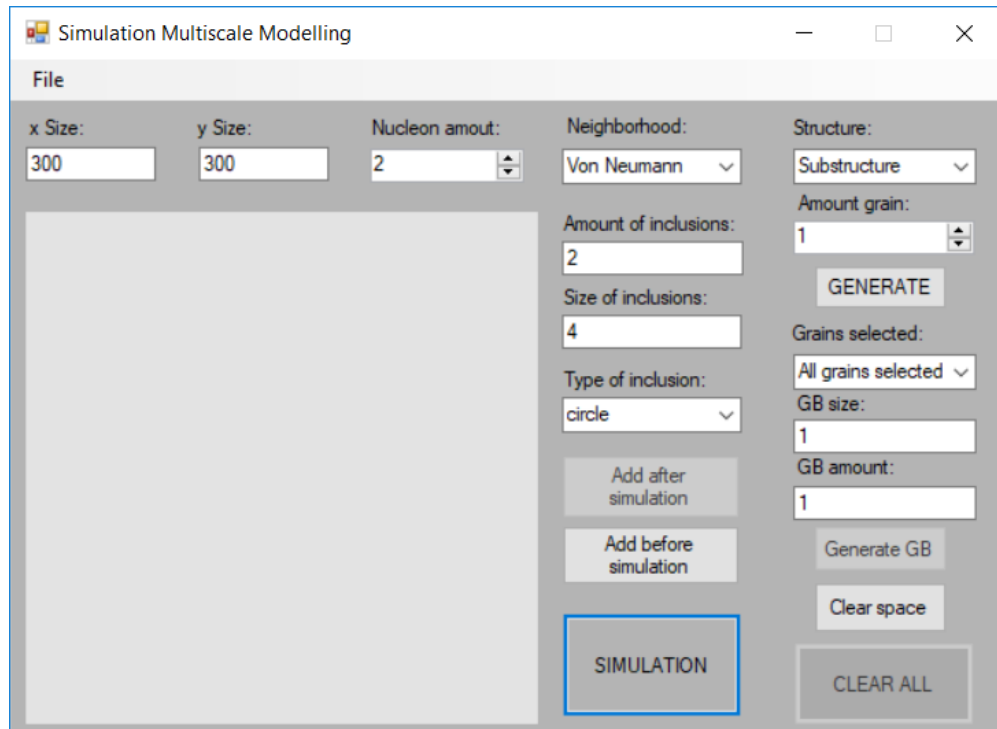 Simulation Multiscale Modelling
File
x Size:
y Size:
Nucleon amout:
Neighborhood:
Structure:
300
300
2
Von Neumann
Substructure
Amount of inclusions:
2
Size of inclusions:
4
Type of inclusion:
circle
Add after
simulation
Add before
simulation
SIMULATION
Amount grain:
1
GENERATE
Grains selected:
All grains selected
GB size:
1
GB amount:
1
Generate GB
Clear space
CLEAR ALL